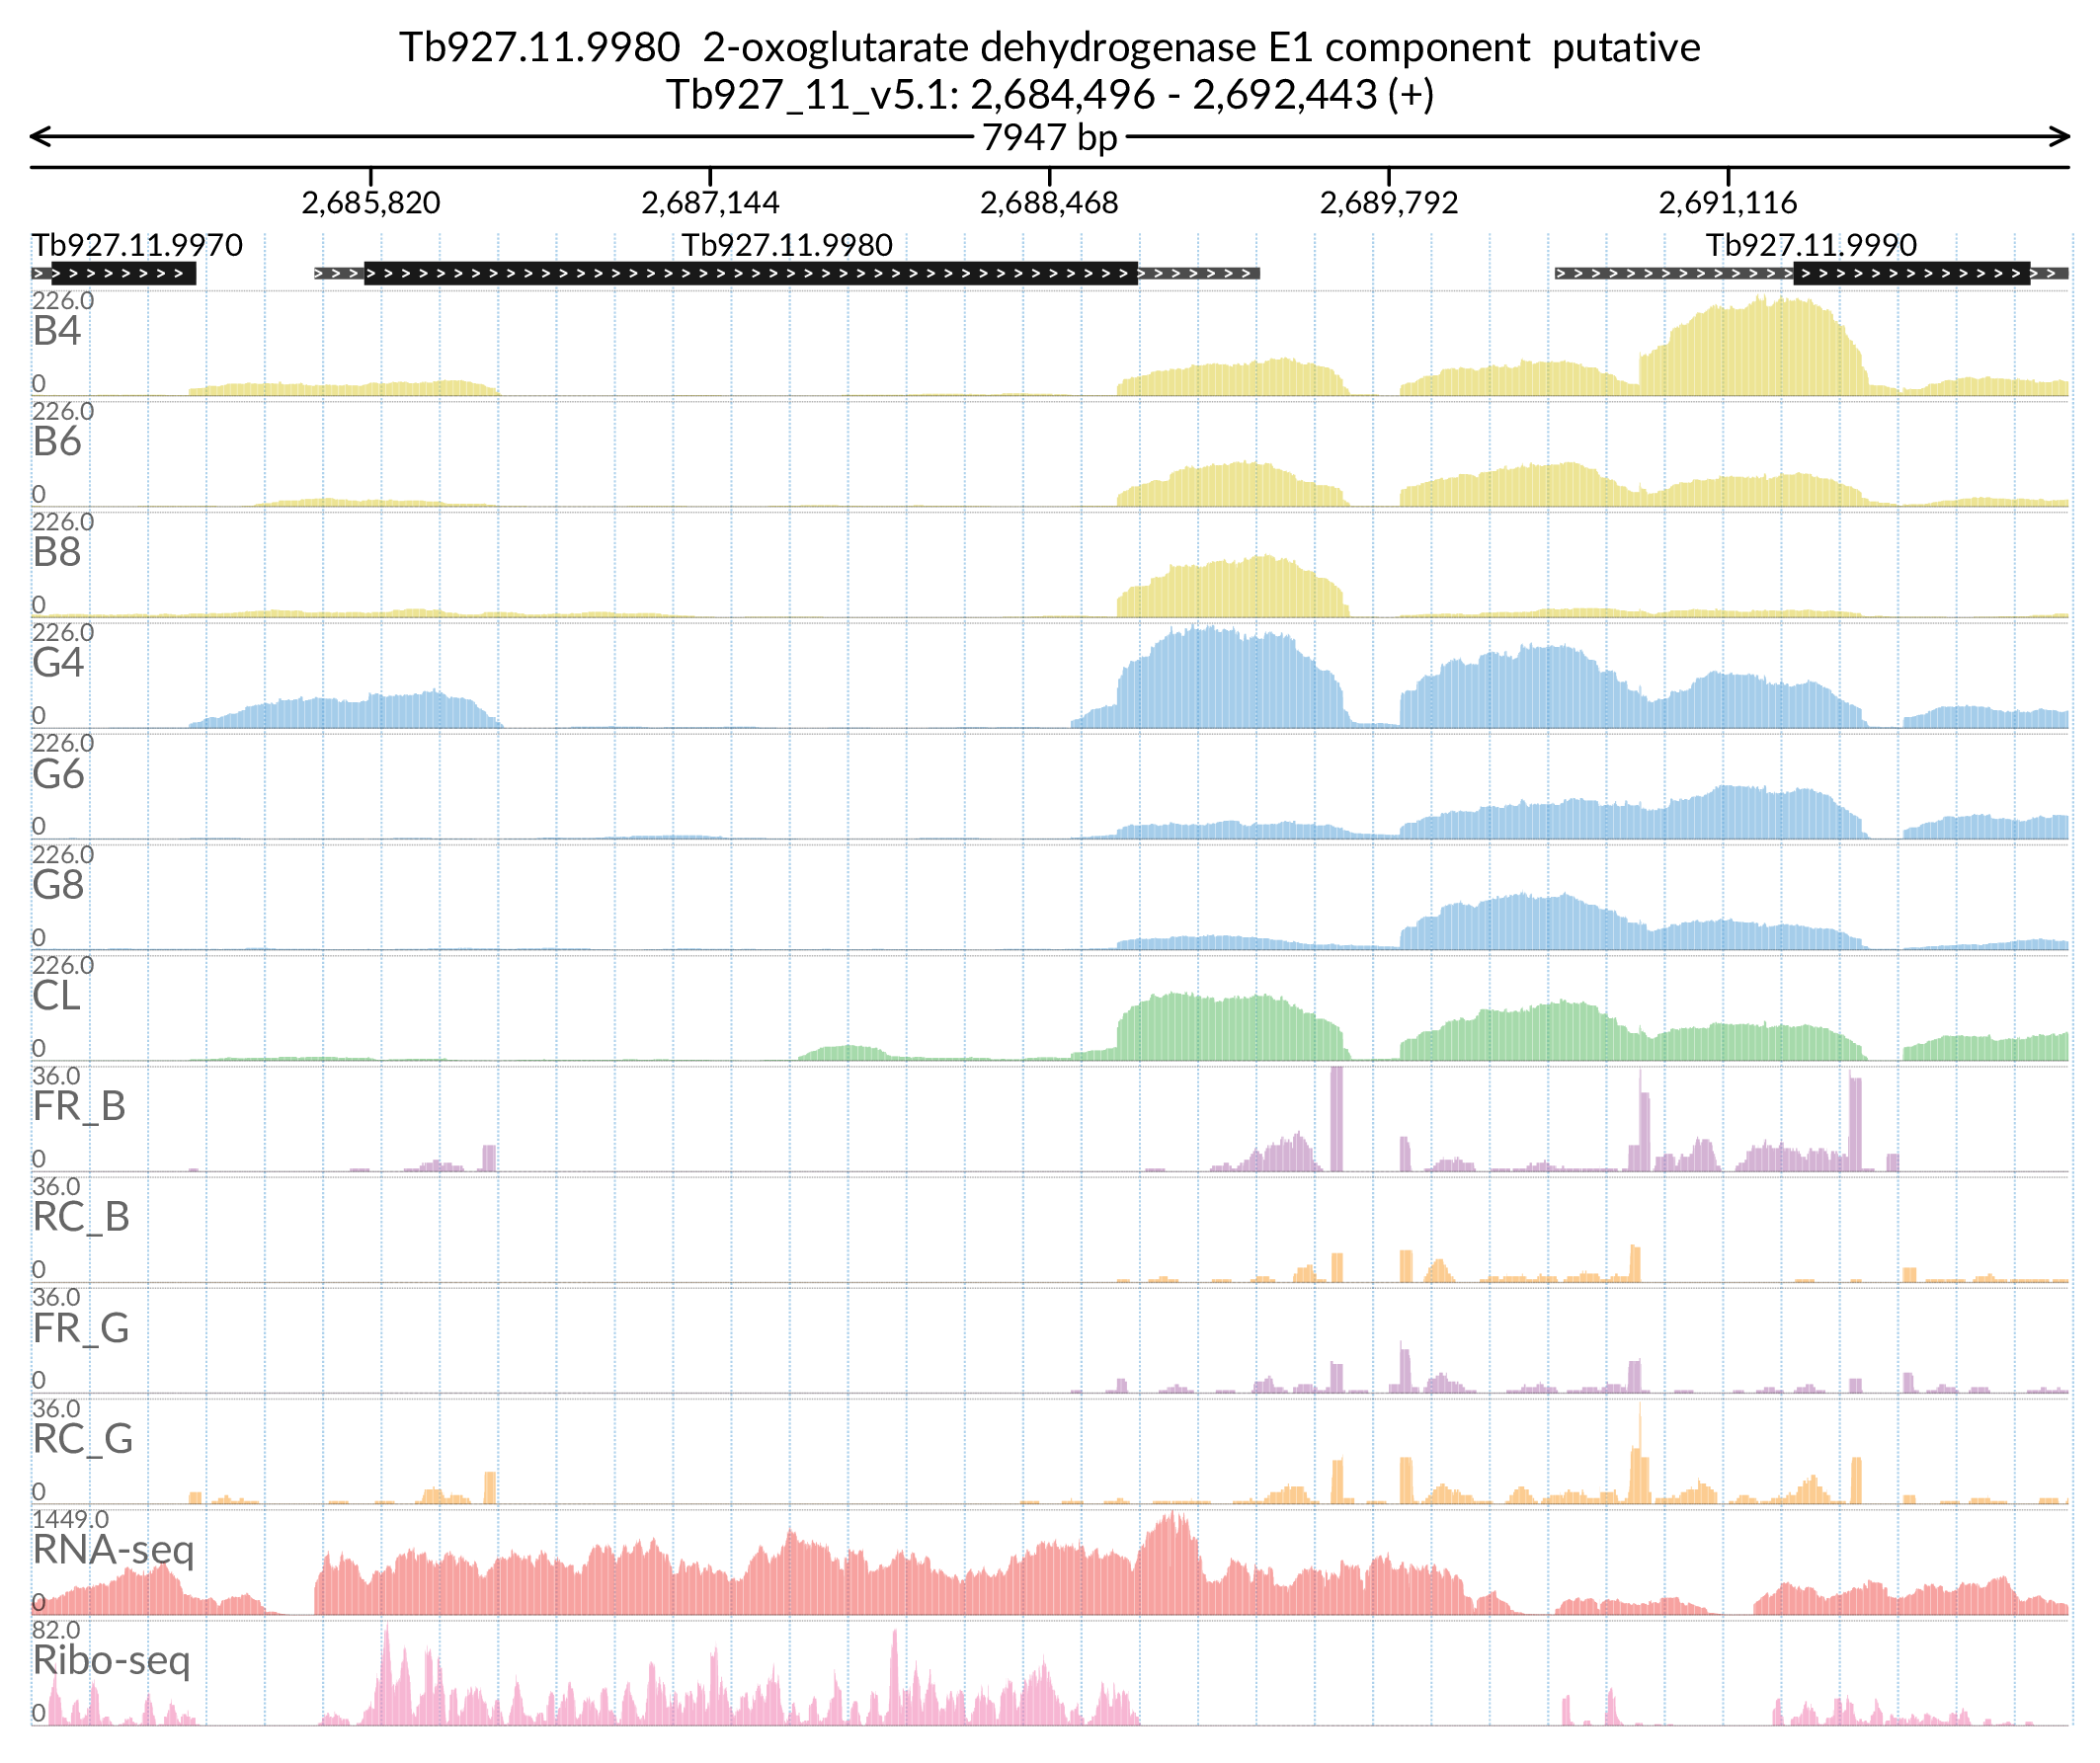 Tb927.11.9980  2-oxoglutarate dehydrogenase E1 component  putative
Tb927_11_v5.1: 2,684,496 - 2,692,443 (+)
7947 bp
2,685,820 2,687,144 2,688,468 2,689,792 2,691,116
Tb927.11.9970 Tb927.11.9980 Tb927.11.9990
226.0
B4
0
226.0
B6
0
226.0
B8
0
226.0
G4
0
226.0
G6
0
226.0
G8
0
226.0
CL
0
36.0
FR_B
0
36.0
RC_B
0
36.0
FR_G
0
36.0
RC_G
0
1449.0
RNA-seq
0
82.0
Ribo-seq
0